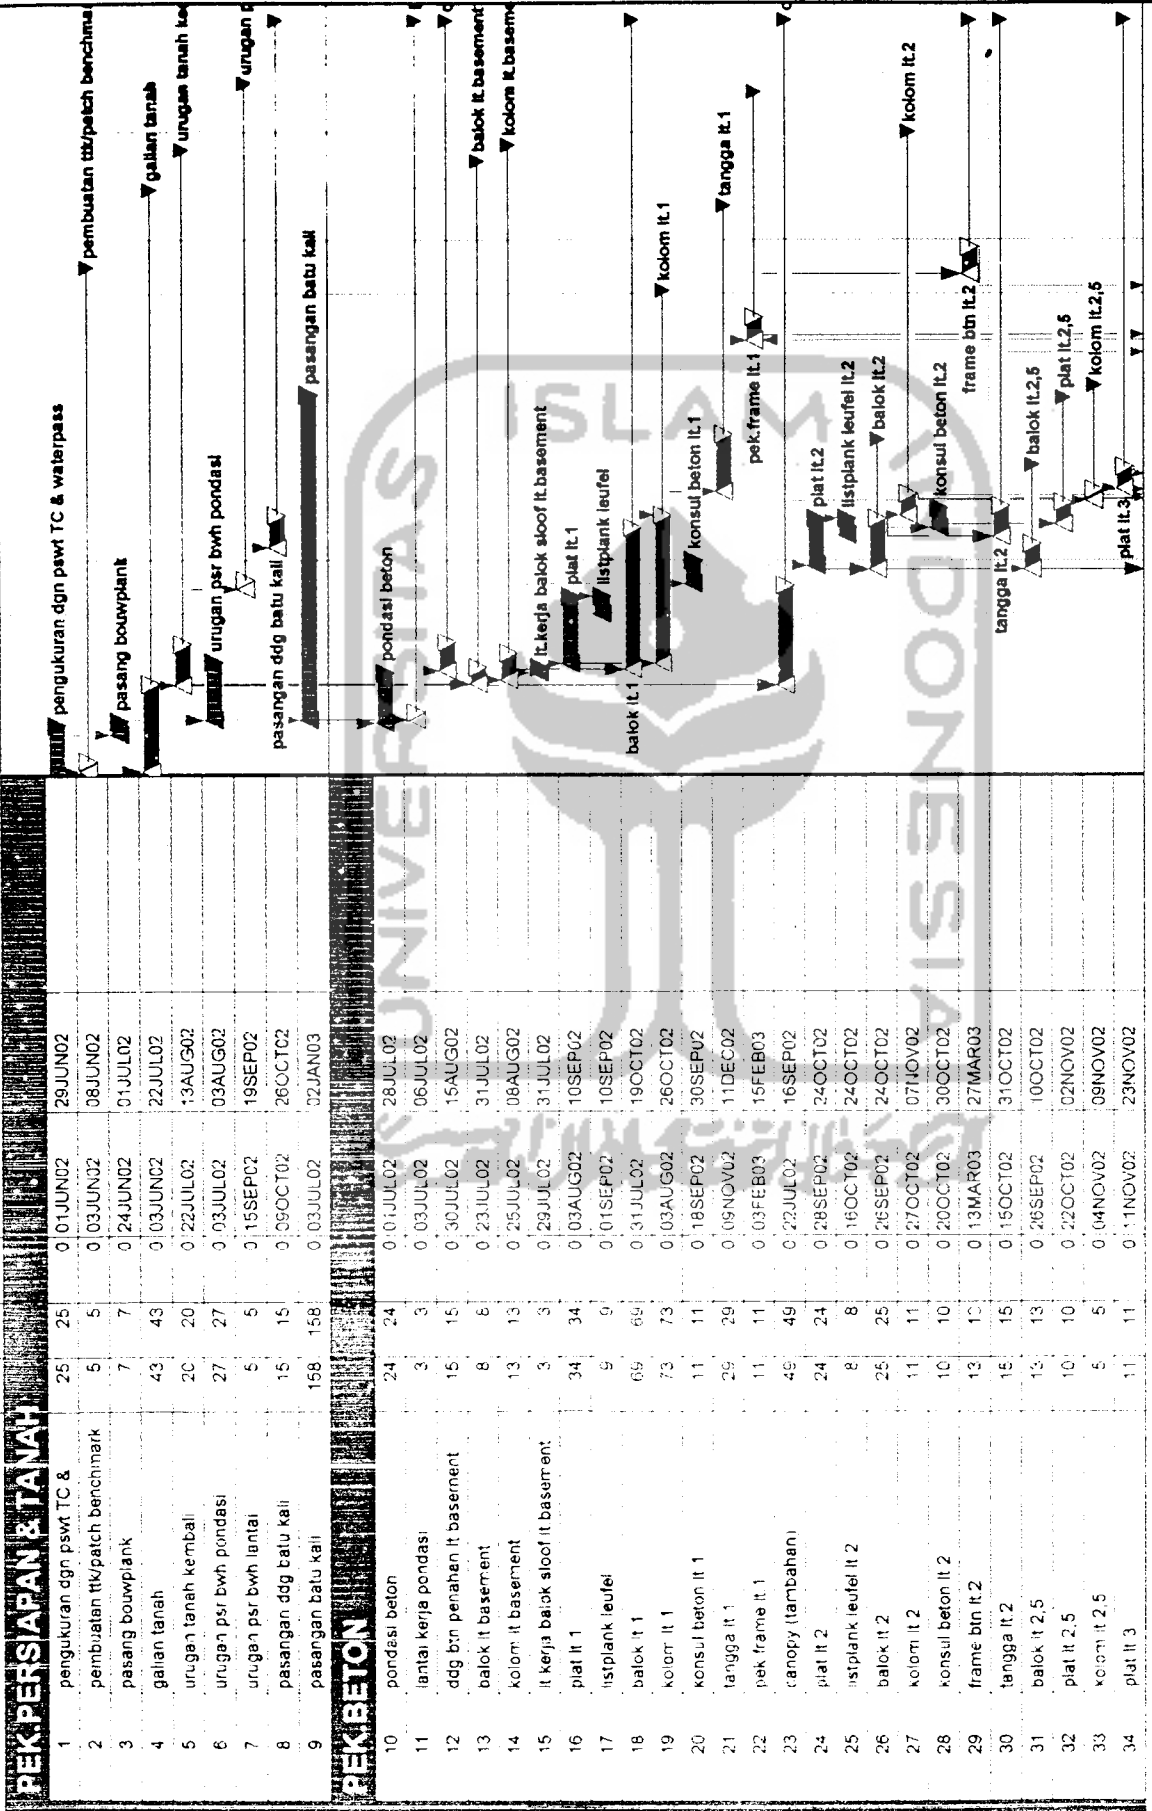 PEK.PERSIAPAN & TANAH
1 pengukuran dgn pswt TC & 25 25 0 01JUN02 29JUN02
2 pembuatan ttk/patch benchmark 5 5 0 03JUN02 08JUN02
3 pasang bouwplank 7 7 0 24JUN02 01JUL02
4 galian tanah 43 43 0 03JUN02 22JUL02
5 urugan tanah kembali 20 20 0 22JUL02 13AUG02
6 urugan psr bwh pondasi 27 27 0 03JUL02 03AUG02
7 urugan psr bwh lantai 5 5 0 15SEP02 19SEP02
8 pasangan ddg batu kali 15 15 0 09OCT02 26OCT02
9 pasangan batu kali 158 158 0 03JUL02 02JAN03
PEK.BETON
10 pondasi beton 24 24 0 01JUL02 28JUL02
11 lantai kerja pondasi 3 3 0 03JUL02 06JUL02
12 ddg btn penahan lt basement 15 15 0 30JUL02 15AUG02
13 balok lt basement 8 8 0 23JUL02 31JUL02
14 kolom lt basement 13 13 0 25JUL02 08AUG02
15 lt kerja balok sloof lt basement 3 3 0 29JUL02 31JUL02
16 plat lt 1 34 34 0 03AUG02 10SEP02
17 listplank leufel 9 9 0 01SEP02 10SEP02
18 balok lt 1 69 69 0 31JUL02 19OCT02
19 kolom lt 1 73 73 0 03AUG02 26OCT02
20 konsul beton lt 1 11 11 0 18SEP02 30SEP02
21 tangga lt 1 29 29 0 09NOV02 11DEC02
22 pek frame lt.1 11 11 0 03FEB03 15FEB03
23 canopy (tambahan) 49 49 0 22JUL02 16SEP02
24 plat lt 2 24 24 0 28SEP02 24OCT02
25 listplank leufel lt 2 8 8 0 16OCT02 24OCT02
26 balok lt.2 25 25 0 26SEP02 24OCT02
27 kolom lt 2 11 11 0 27OCT02 07NOV02
28 konsul beton lt 2 10 10 0 20OCT02 30OCT02
29 frame btn lt.2 13 13 0 13MAR03 27MAR03
30 tangga lt.2 15 15 0 15OCT02 31OCT02
31 balok lt 2,5 13 13 0 26SEP02 10OCT02
32 plat lt 2,5 10 10 0 22OCT02 02NOV02
33 kolom lt 2,5 5 5 0 04NOV02 09NOV02
34 plat lt 3 11 11 0 11NOV02 23NOV02
pengukuran dgn pswt TC & waterpass
pembuatan ttk/patch benchma
pasang bouwplank
galian tanah
urugan tanah ke
urugan psr bwh pondasi
urugan p
pasangan ddg batu kali
pasangan batu kali
pondasi beton
balok lt.basement
kolom lt.baseme
lt.kerja balok sloof lt.basement
plat lt.1
listplank leufel
balok lt.1
kolom lt.1
konsul beton lt.1
tangga lt.1
pek.frame lt.1
plat lt.2
listplank leufel lt.2
balok lt.2
kolom lt.2
konsul beton lt.2
frame btn lt.2
tangga lt.2
balok lt.2,5
plat lt.2,5
kolom lt.2,5
plat lt.3
UNIVERSITAS
ISLAM
INDONESIA